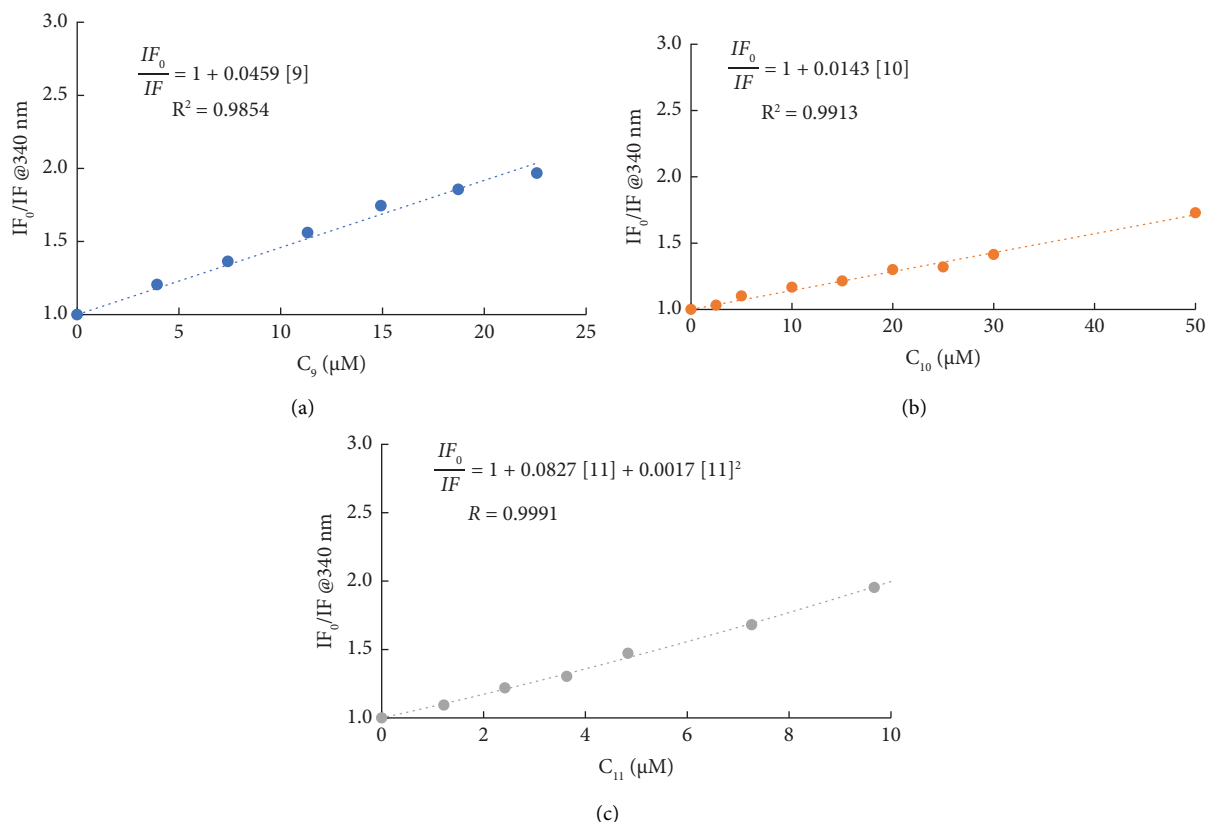 3.0
2.5
2.0
1.5
1.0
IF₀/IF @340 nm
IF₀/IF = 1 + 0.0459 [9]
R² = 0.9854
0 5 10 15 20 25
C₉ (µM)
(a)
3.0
2.5
2.0
1.5
1.0
IF₀/IF @340 nm
IF₀/IF = 1 + 0.0143 [10]
R² = 0.9913
0 10 20 30 40 50
C₁₀ (µM)
(b)
3.0
2.5
2.0
1.5
1.0
IF₀/IF @340 nm
IF₀/IF = 1 + 0.0827 [11] + 0.0017 [11]²
R = 0.9991
0 2 4 6 8 10
C₁₁ (µM)
(c)